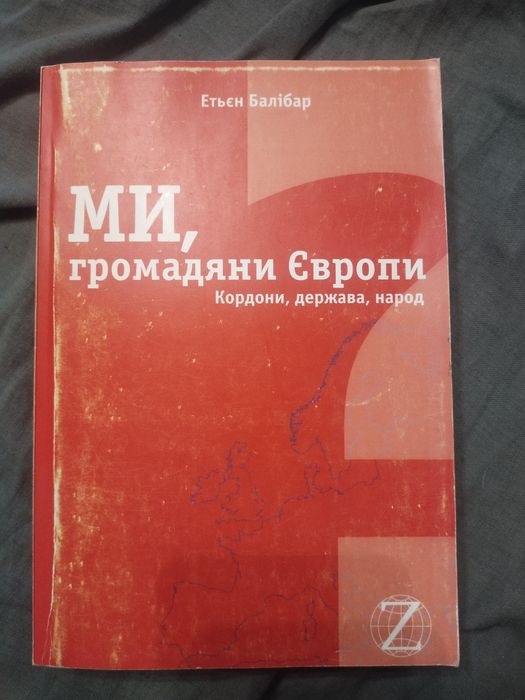 Етьєн Балібар
МИ,
громадяни Європи
Кордони, держава, народ
Z